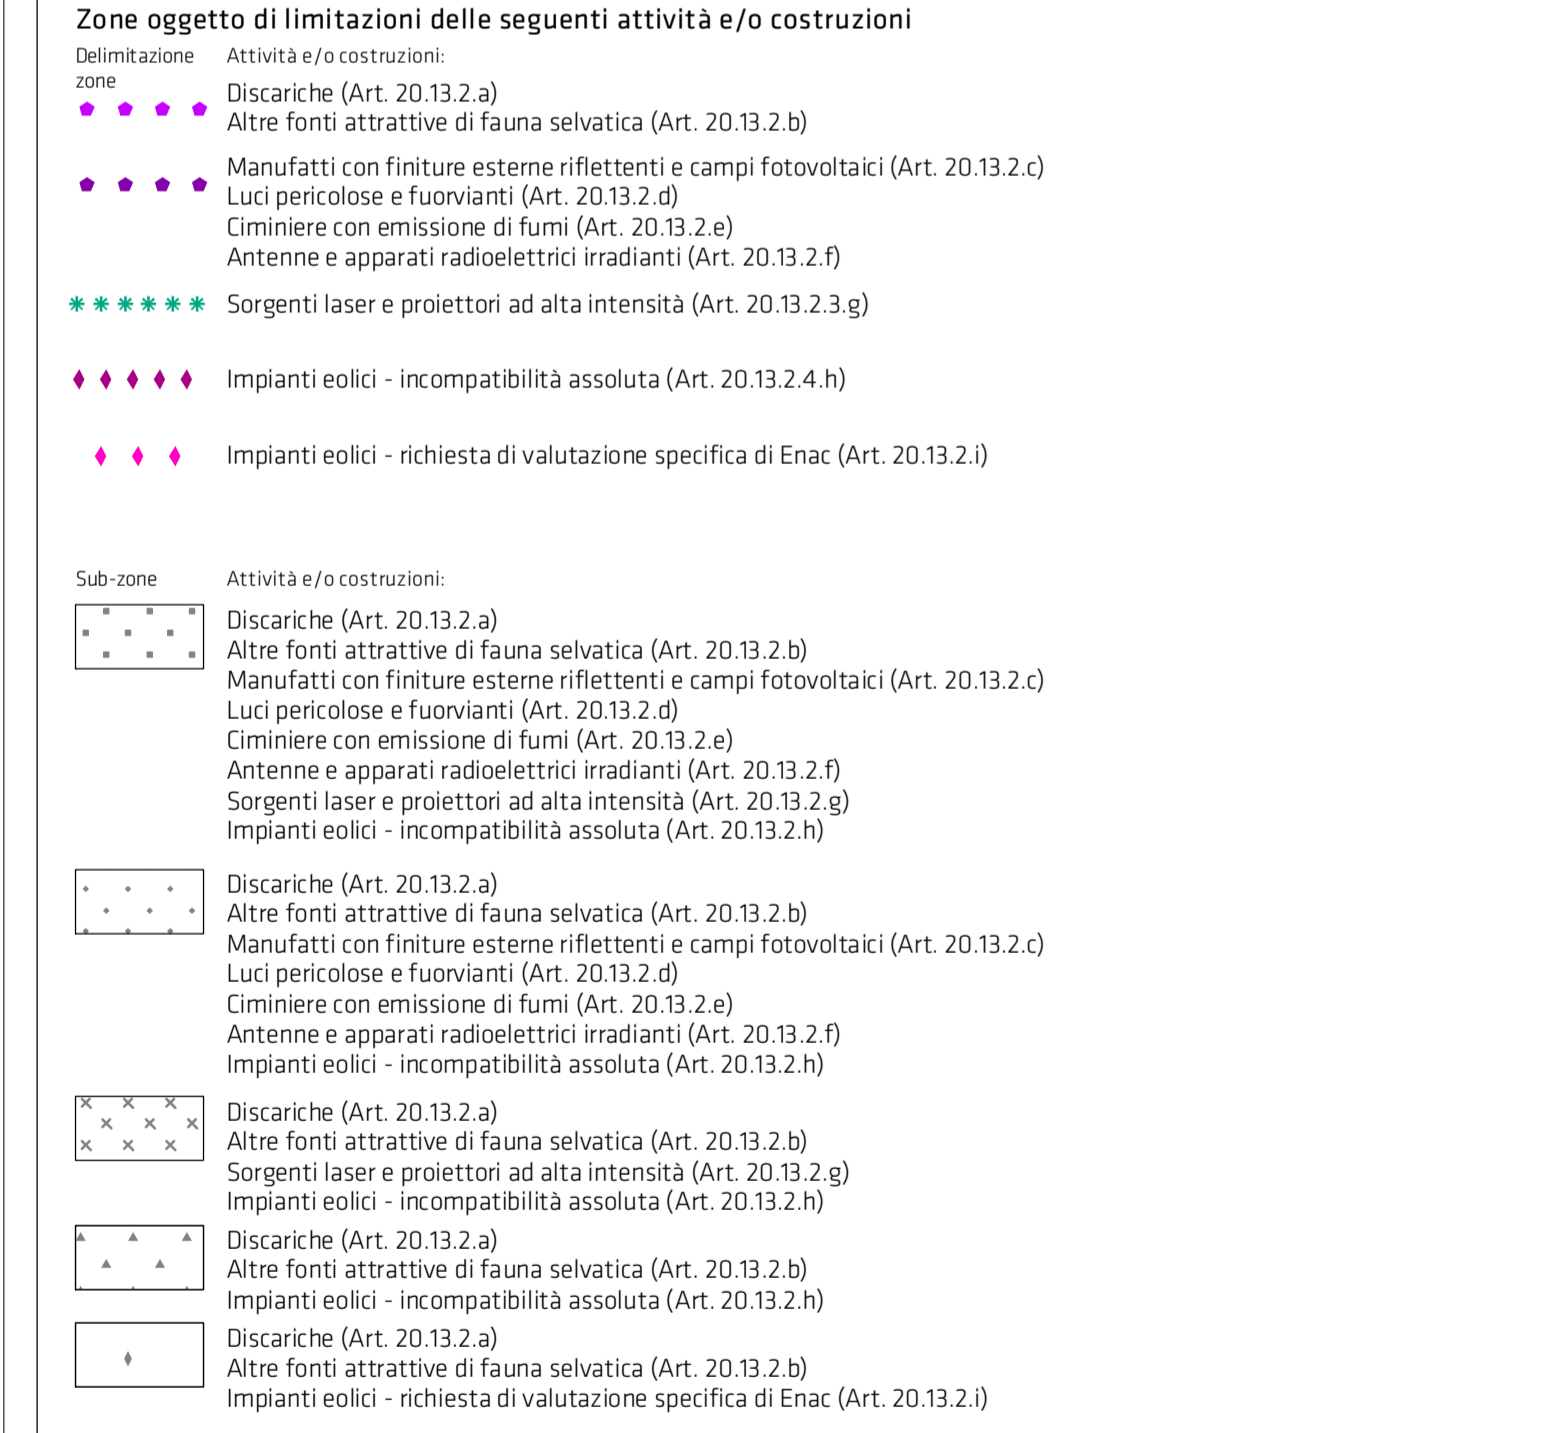 Zone oggetto di limitazioni delle seguenti attività e/o costruzioni
Delimitazione zone
Attività e/o costruzioni:
Discariche (Art. 20.13.2.a)
Altre fonti attrattive di fauna selvatica (Art. 20.13.2.b)
Manufatti con finiture esterne riflettenti e campi fotovoltaici (Art. 20.13.2.c)
Luci pericolose e fuorvianti (Art. 20.13.2.d)
Ciminiere con emissione di fumi (Art. 20.13.2.e)
Antenne e apparati radioelettrici irradianti (Art. 20.13.2.f)
Sorgenti laser e proiettori ad alta intensità (Art. 20.13.2.3.g)
Impianti eolici - incompatibilità assoluta (Art. 20.13.2.4.h)
Impianti eolici - richiesta di valutazione specifica di Enac (Art. 20.13.2.i)
Sub-zone
Attività e/o costruzioni:
Discariche (Art. 20.13.2.a)
Altre fonti attrattive di fauna selvatica (Art. 20.13.2.b)
Manufatti con finiture esterne riflettenti e campi fotovoltaici (Art. 20.13.2.c)
Luci pericolose e fuorvianti (Art. 20.13.2.d)
Ciminiere con emissione di fumi (Art. 20.13.2.e)
Antenne e apparati radioelettrici irradianti (Art. 20.13.2.f)
Sorgenti laser e proiettori ad alta intensità (Art. 20.13.2.g)
Impianti eolici - incompatibilità assoluta (Art. 20.13.2.h)
Discariche (Art. 20.13.2.a)
Altre fonti attrattive di fauna selvatica (Art. 20.13.2.b)
Manufatti con finiture esterne riflettenti e campi fotovoltaici (Art. 20.13.2.c)
Luci pericolose e fuorvianti (Art. 20.13.2.d)
Ciminiere con emissione di fumi (Art. 20.13.2.e)
Antenne e apparati radioelettrici irradianti (Art. 20.13.2.f)
Impianti eolici - incompatibilità assoluta (Art. 20.13.2.h)
Discariche (Art. 20.13.2.a)
Altre fonti attrattive di fauna selvatica (Art. 20.13.2.b)
Sorgenti laser e proiettori ad alta intensità (Art. 20.13.2.g)
Impianti eolici - incompatibilità assoluta (Art. 20.13.2.h)
Discariche (Art. 20.13.2.a)
Altre fonti attrattive di fauna selvatica (Art. 20.13.2.b)
Impianti eolici - incompatibilità assoluta (Art. 20.13.2.h)
Discariche (Art. 20.13.2.a)
Altre fonti attrattive di fauna selvatica (Art. 20.13.2.b)
Impianti eolici - richiesta di valutazione specifica di Enac (Art. 20.13.2.i)